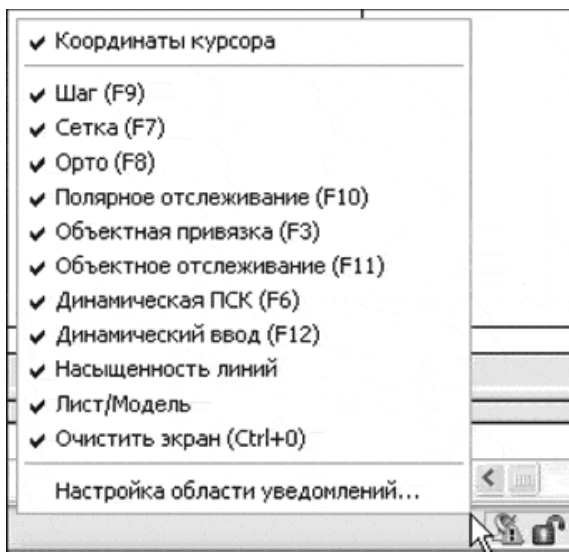 Координаты курсора
Шаг (F9)
Сетка (F7)
Орто (F8)
Полярное отслеживание (F10)
Объектная привязка (F3)
Объектное отслеживание (F11)
Динамическая ПСК (F6)
Динамический ввод (F12)
Насыщенность линий
Лист/Модель
Очистить экран (Ctrl+0)
Настройка области уведомлений...